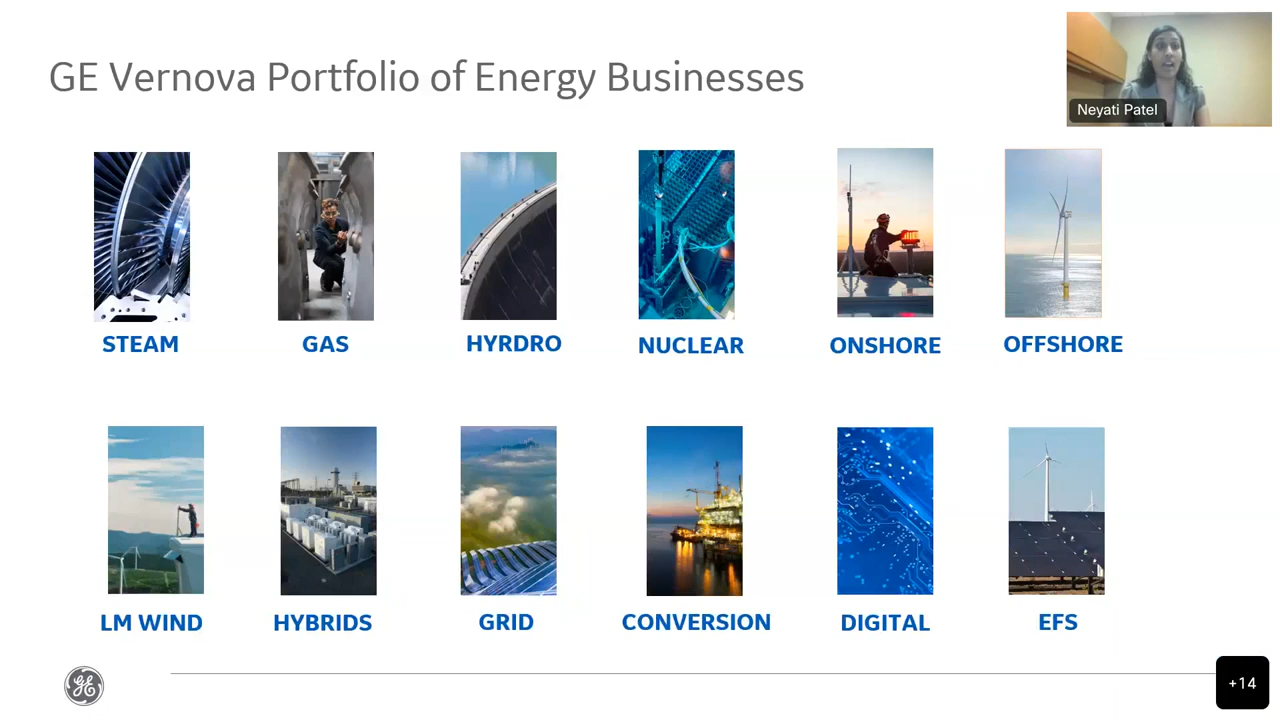 GE Vernova Portfolio of Energy Businesses
Neyati Patel
STEAM
GAS
HYRDRO
NUCLEAR
ONSHORE
OFFSHORE
LM WIND
HYBRIDS
GRID
CONVERSION
DIGITAL
EFS
GE
+14